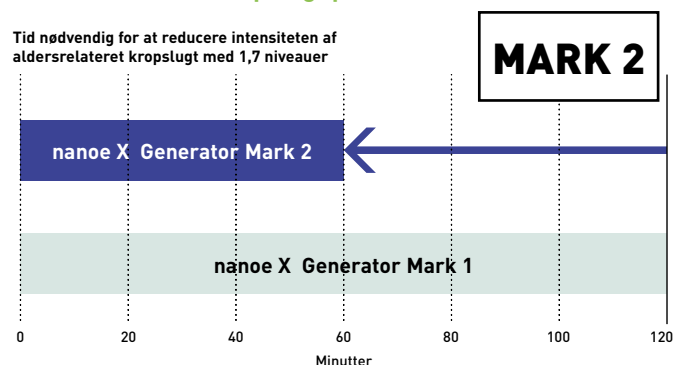 Tid nødvendig for at reducere intensiteten af
aldersrelateret kropslugt med 1,7 niveauer
MARK 2
nanoe X Generator Mark 2
nanoe X Generator Mark 1
0 20 40 60 80 100 120
Minutter